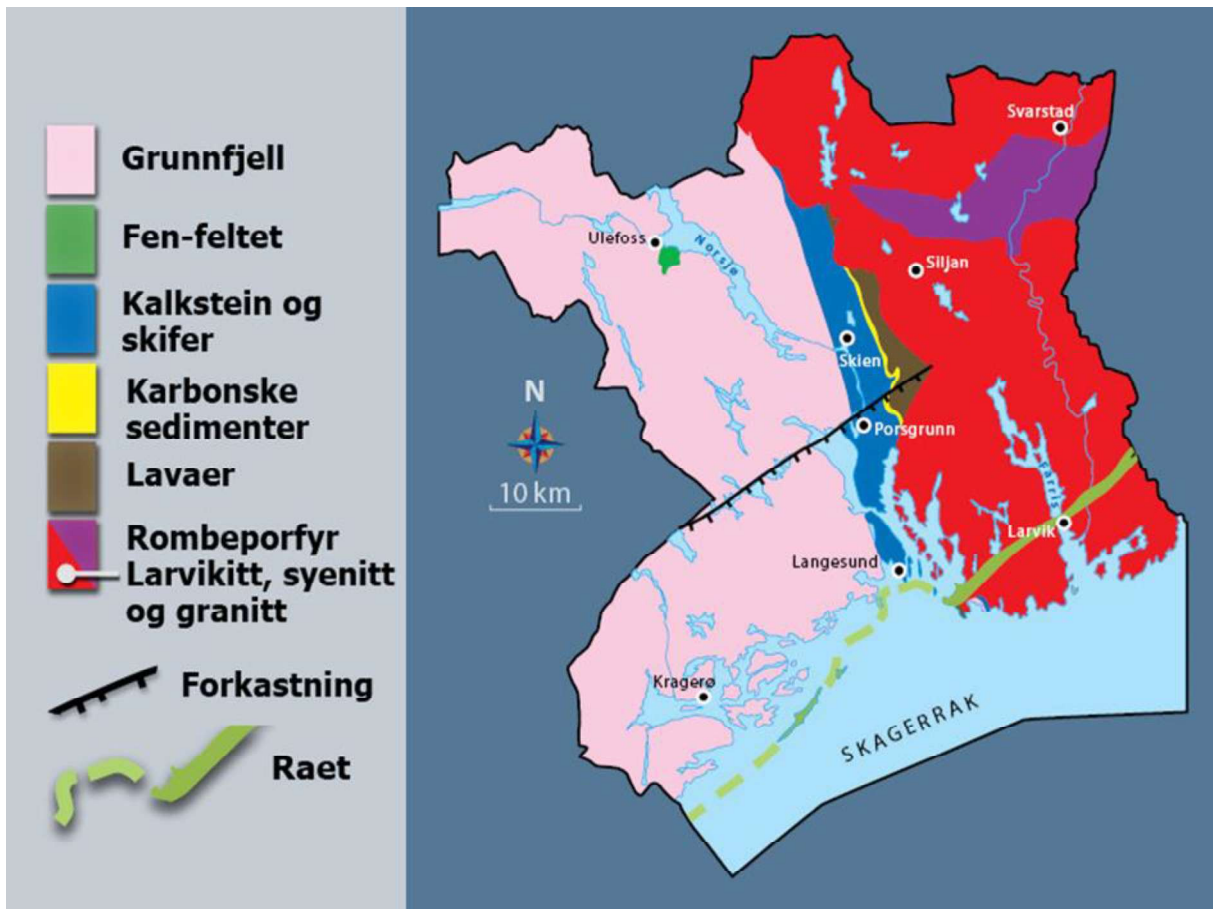 Grunnfjell
Fen-feltet
Kalkstein og
skifer
Karbonske
sedimenter
Lavaer
Rombeporfyr
Larvikitt, syenitt
og granitt
Forkastning
Raet
Svarstad
Ulefoss
Norsjø
Siljan
Skien
N
Porsgrunn
10 km
Farris
Larvik
Langesund
Kragerø
SKAGERRAK